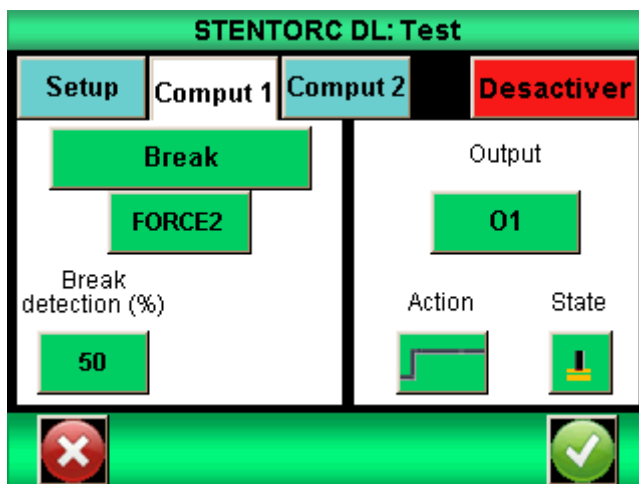 STENTORC DL: Test
Setup
Comput 1
Comput 2
Desactiver
Break
FORCE2
Break
detection (%)
50
Output
O1
Action
State